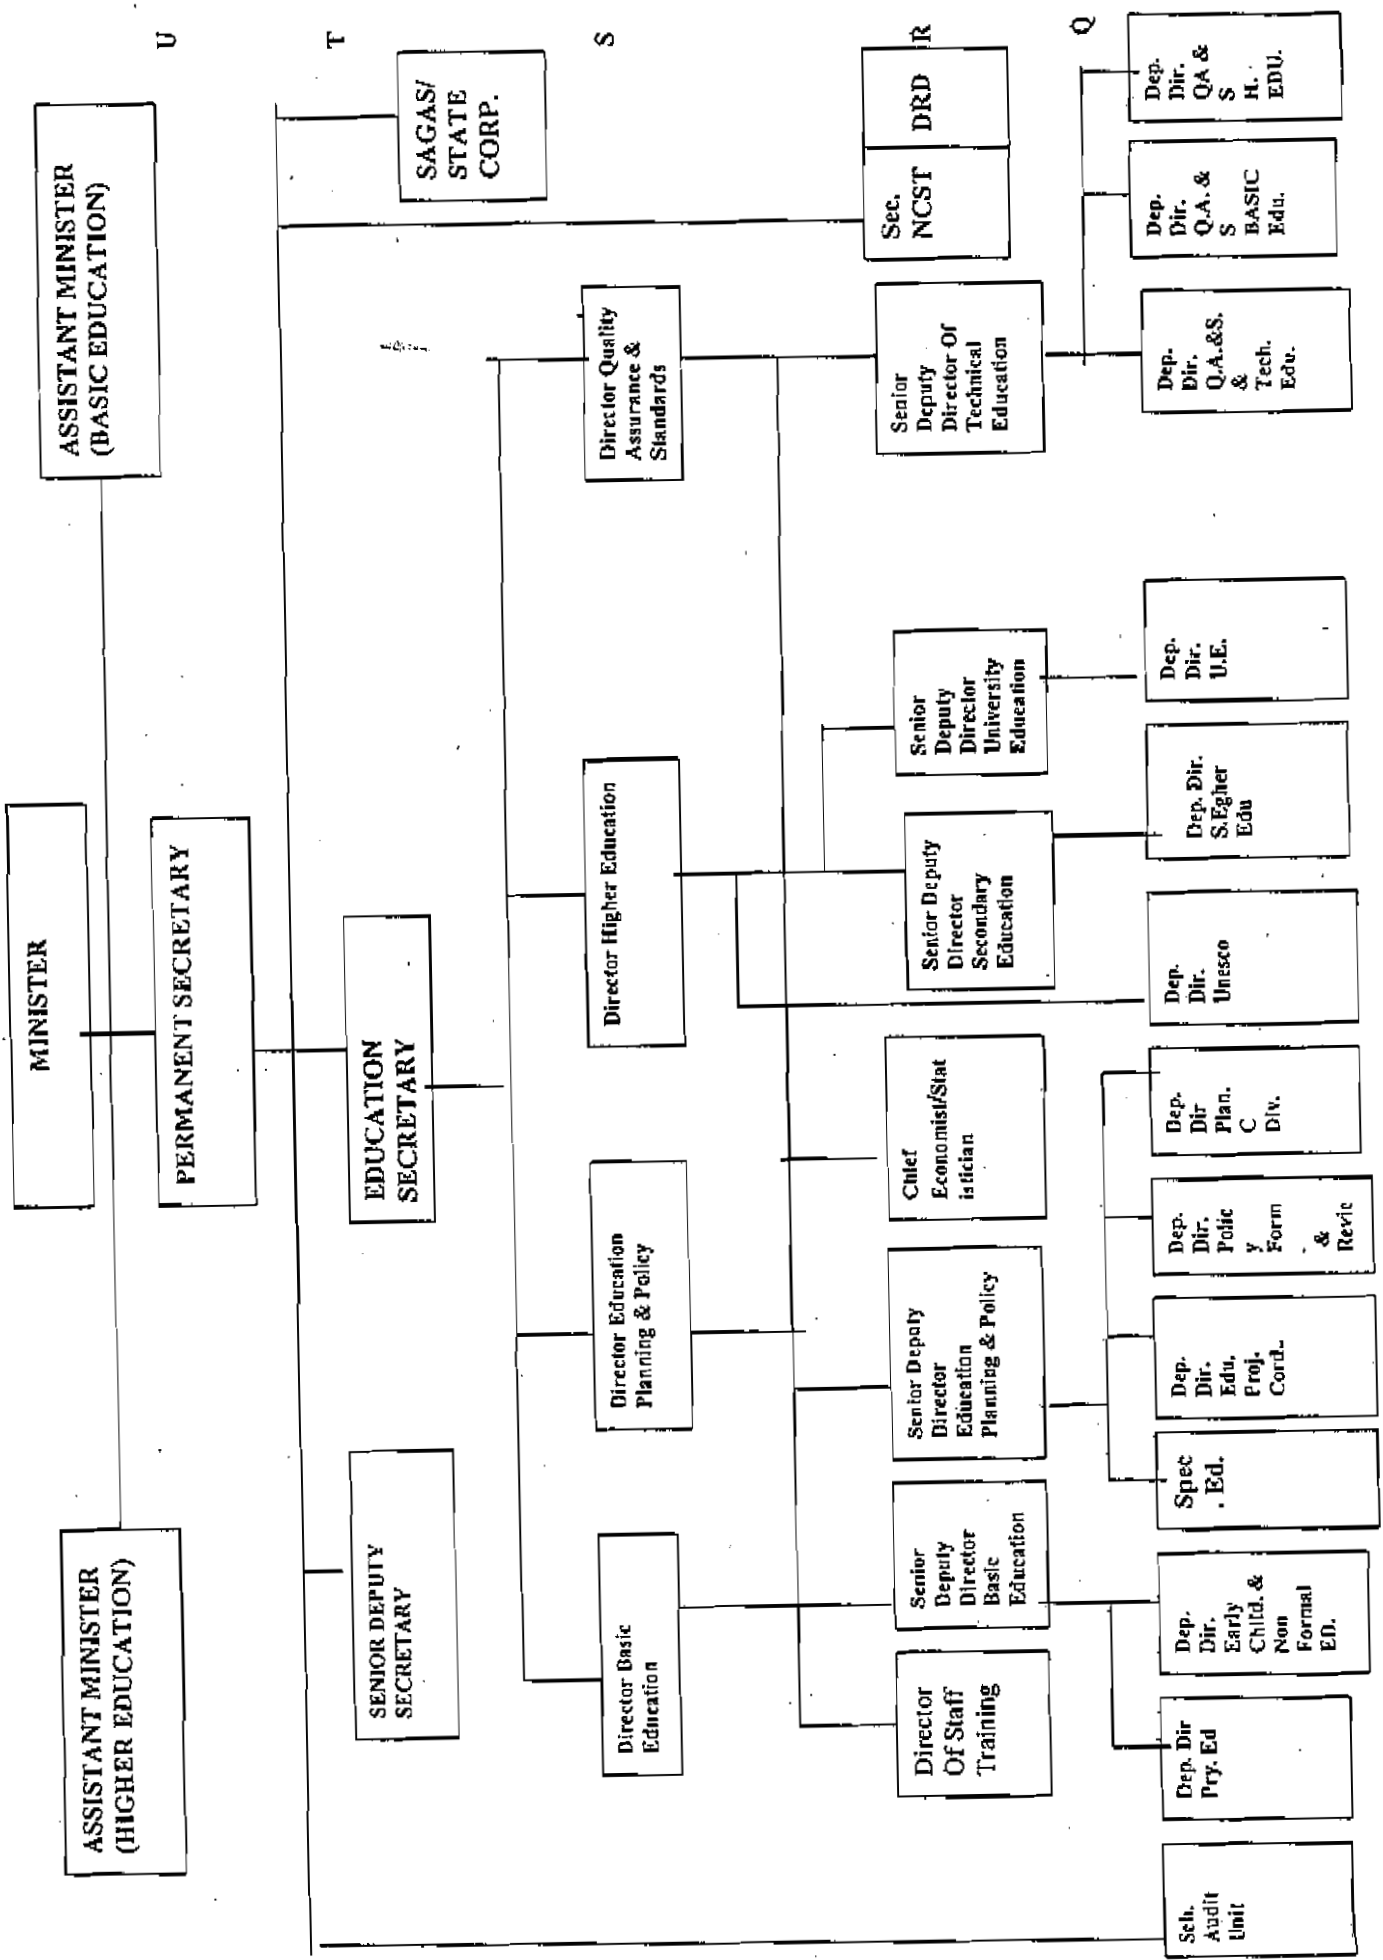 MINISTER
ASSISTANT MINISTER
(HIGHER EDUCATION)
ASSISTANT MINISTER
(BASIC EDUCATION)
PERMANENT SECRETARY
U
SENIOR DEPUTY
SECRETARY
EDUCATION
SECRETARY
SAGAS/
STATE
CORP.
T
Director Basic
Education
Director Education
Planning & Policy
Director Higher Education
Director Quality
Assurance &
Standards
S
Director
Of Staff
Training
Senior
Deputy
Director
Basic
Education
Senior Deputy
Director
Education
Planning & Policy
Chief
Economist/Stat
istician
Senior Deputy
Director
Secondary
Education
Senior
Deputy
Director
University
Education
Senior
Deputy
Director Of
Technical
Education
Sec.
NCST
DRD
R
Sch.
Audit
Unit
Dep. Dir
Pry. Ed
Dep.
Dir.
Early
Child. &
Non
Formal
ED.
Spec
. Ed.
Dep.
Dir.
Edu,
Proj.
Cord..
Dep.
Dir.
Polic
y
Form
&
Revie
Dep.
Dir
Plan.
C
Div.
Dep.
Dir.
Unesco
Dep. Dir.
S.Egher
Edu
Dep.
Dir.
U.E.
Dep.
Dir.
Q.A.&S.
&
Tech.
Edu.
Dep.
Dir.
Q.A. &
S
BASIC
Edu.
Dep.
Dir.
QA &
S
H.
EDU.
Q